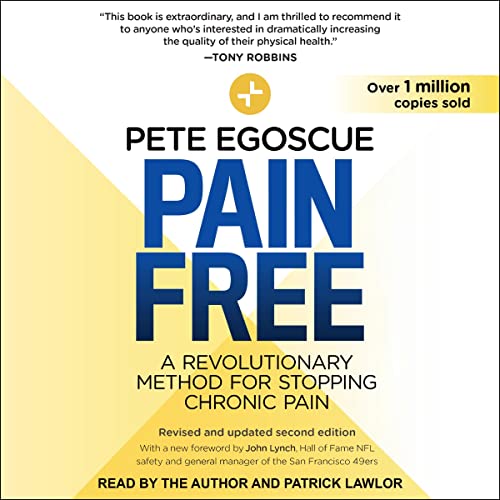 “This book is extraordinary, and I am thrilled to recommend it
to anyone who’s interested in dramatically increasing
the quality of their physical health.”
—TONY ROBBINS
Over 1 million
copies sold
PETE EGOSCUE
PAIN
FREE
A REVOLUTIONARY
METHOD FOR STOPPING
CHRONIC PAIN
Revised and updated second edition
With a new foreword by John Lynch, Hall of Fame NFL
safety and general manager of the San Francisco 49ers
READ BY THE AUTHOR AND PATRICK LAWLOR